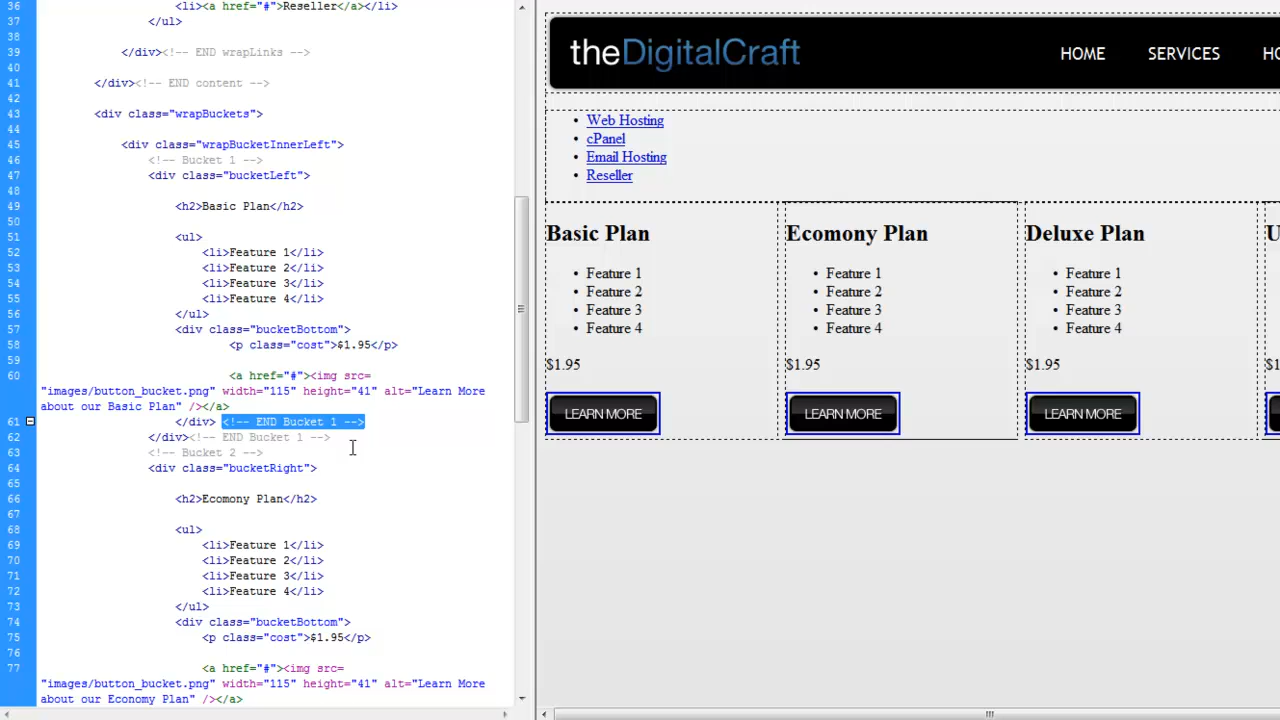 36 <li><a href="#">Reseller</a></li>
37 </ul>
38
39 </div><!-- END wrapLinks -->
40
41 </div><!-- END content -->
42
43 <div class="wrapBuckets">
44
45 <div class="wrapBucketInnerLeft">
46 <!-- Bucket 1 -->
47 <div class="bucketLeft">
48
49 <h2>Basic Plan</h2>
50
51 <ul>
52 <li>Feature 1</li>
53 <li>Feature 2</li>
54 <li>Feature 3</li>
55 <li>Feature 4</li>
56 </ul>
57 <div class="bucketBottom">
58 <p class="cost">$1.95</p>
59
60 <a href="#"><img src=
"images/button_bucket.png" width="115" height="41" alt="Learn More
about our Basic Plan" /></a>
61 </div> <!-- END Bucket 1 -->
62 </div><!-- END Bucket 1 -->
63 <!-- Bucket 2 -->
64 <div class="bucketRight">
65
66 <h2>Ecomony Plan</h2>
67
68 <ul>
69 <li>Feature 1</li>
70 <li>Feature 2</li>
71 <li>Feature 3</li>
72 <li>Feature 4</li>
73 </ul>
74 <div class="bucketBottom">
75 <p class="cost">$1.95</p>
76
77 <a href="#"><img src=
"images/button_bucket.png" width="115" height="41" alt="Learn More
about our Economy Plan" /></a>
theDigitalCraft HOME SERVICES HO
• Web Hosting
• cPanel
• Email Hosting
• Reseller
Basic Plan Ecomony Plan Deluxe Plan U
• Feature 1 • Feature 1 • Feature 1
• Feature 2 • Feature 2 • Feature 2
• Feature 3 • Feature 3 • Feature 3
• Feature 4 • Feature 4 • Feature 4
$1.95 $1.95 $1.95 $1
LEARN MORE LEARN MORE LEARN MORE